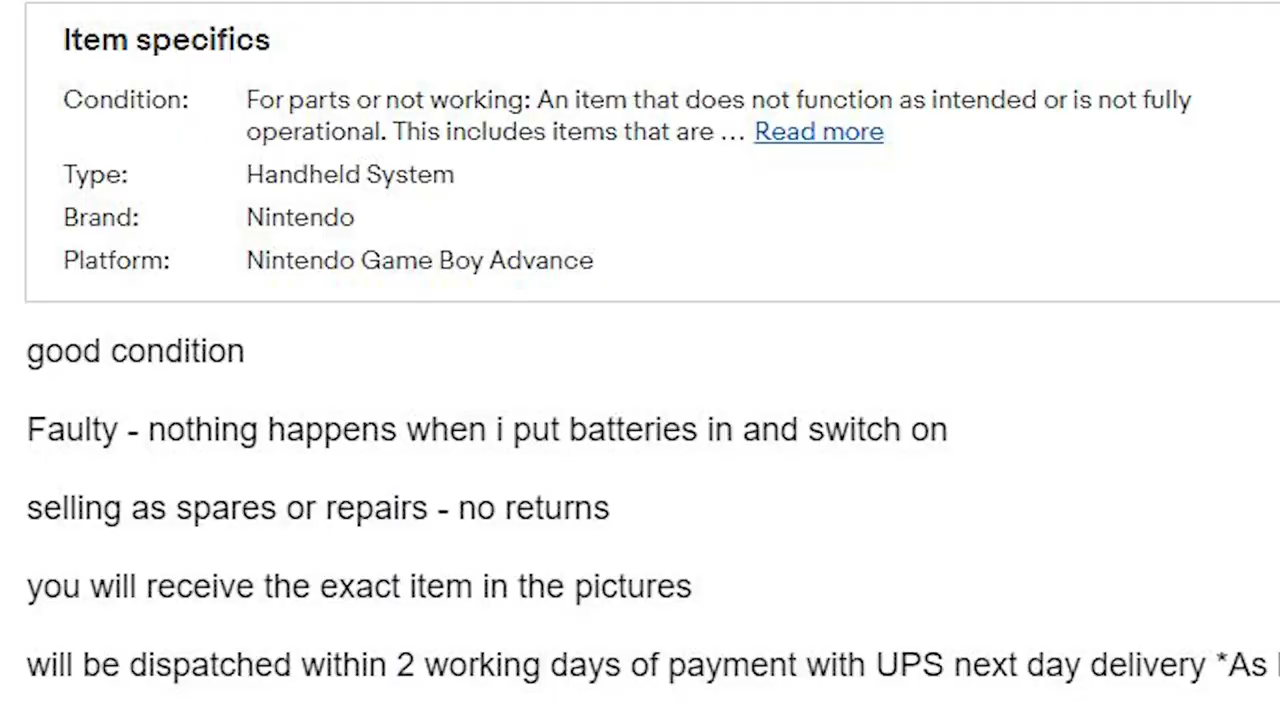 Item specifics
Condition: For parts or not working: An item that does not function as intended or is not fully
operational. This includes items that are ... Read more
Type: Handheld System
Brand: Nintendo
Platform: Nintendo Game Boy Advance
good condition
Faulty - nothing happens when i put batteries in and switch on
selling as spares or repairs - no returns
you will receive the exact item in the pictures
will be dispatched within 2 working days of payment with UPS next day delivery *As